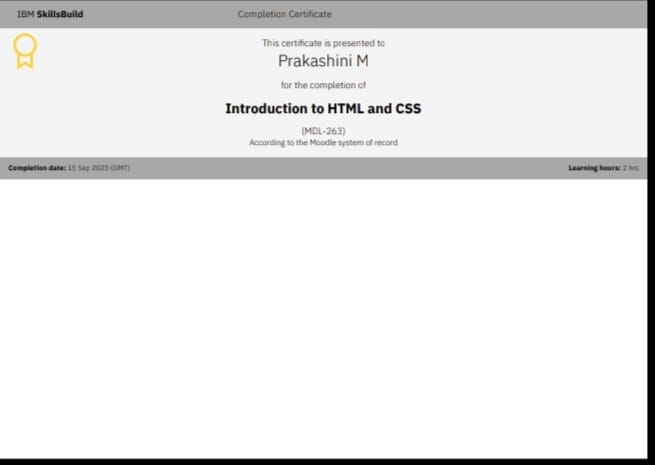 IBM SkillsBuild
Completion Certificate
This certificate is presented to
Prakashini M
for the completion of
Introduction to HTML and CSS
(MDL-263)
According to the Moodle system of record
Completion date: 15 Sep 2023 (GMT)
Learning hours: 2 hrs